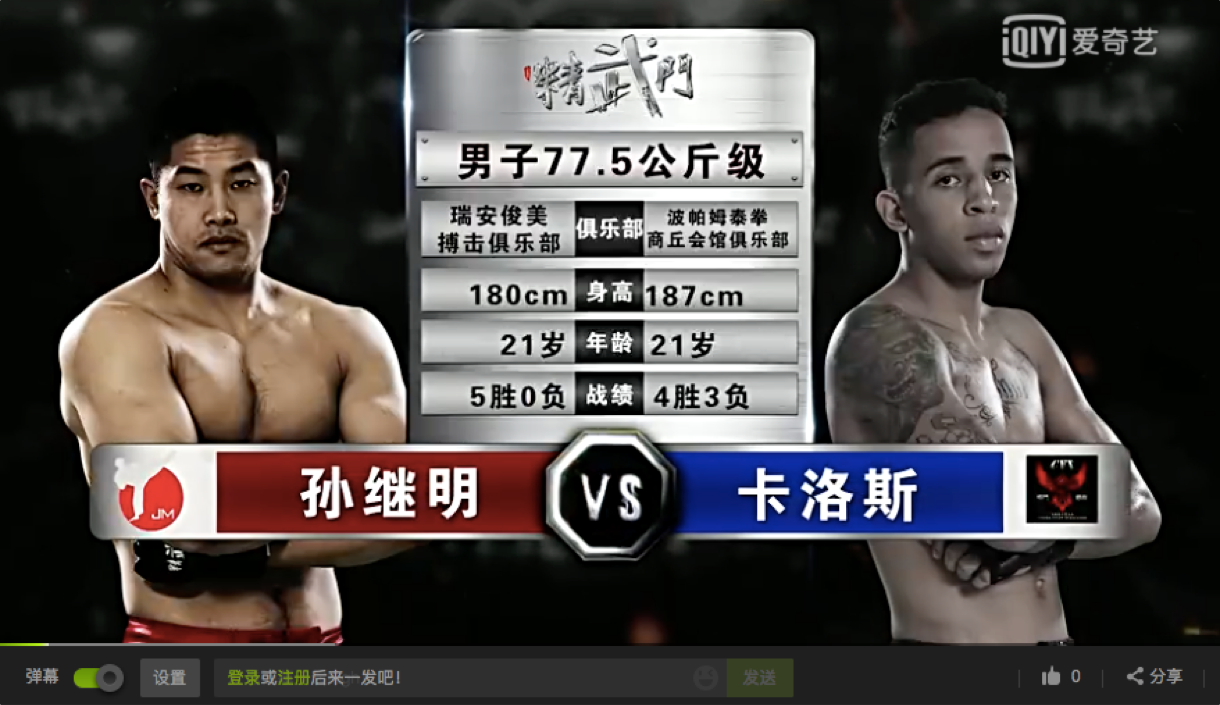 iQIYI 爱奇艺
精武門
男子77.5公斤级
瑞安俊美
搏击俱乐部
俱乐部
波帕姆泰拳
商丘会馆俱乐部
180cm 身高 187cm
21岁 年龄 21岁
5胜0负 战绩 4胜3负
JM
孙继明 VS 卡洛斯
弹幕 设置 登录或注册后来一发吧! 发送 0 分享